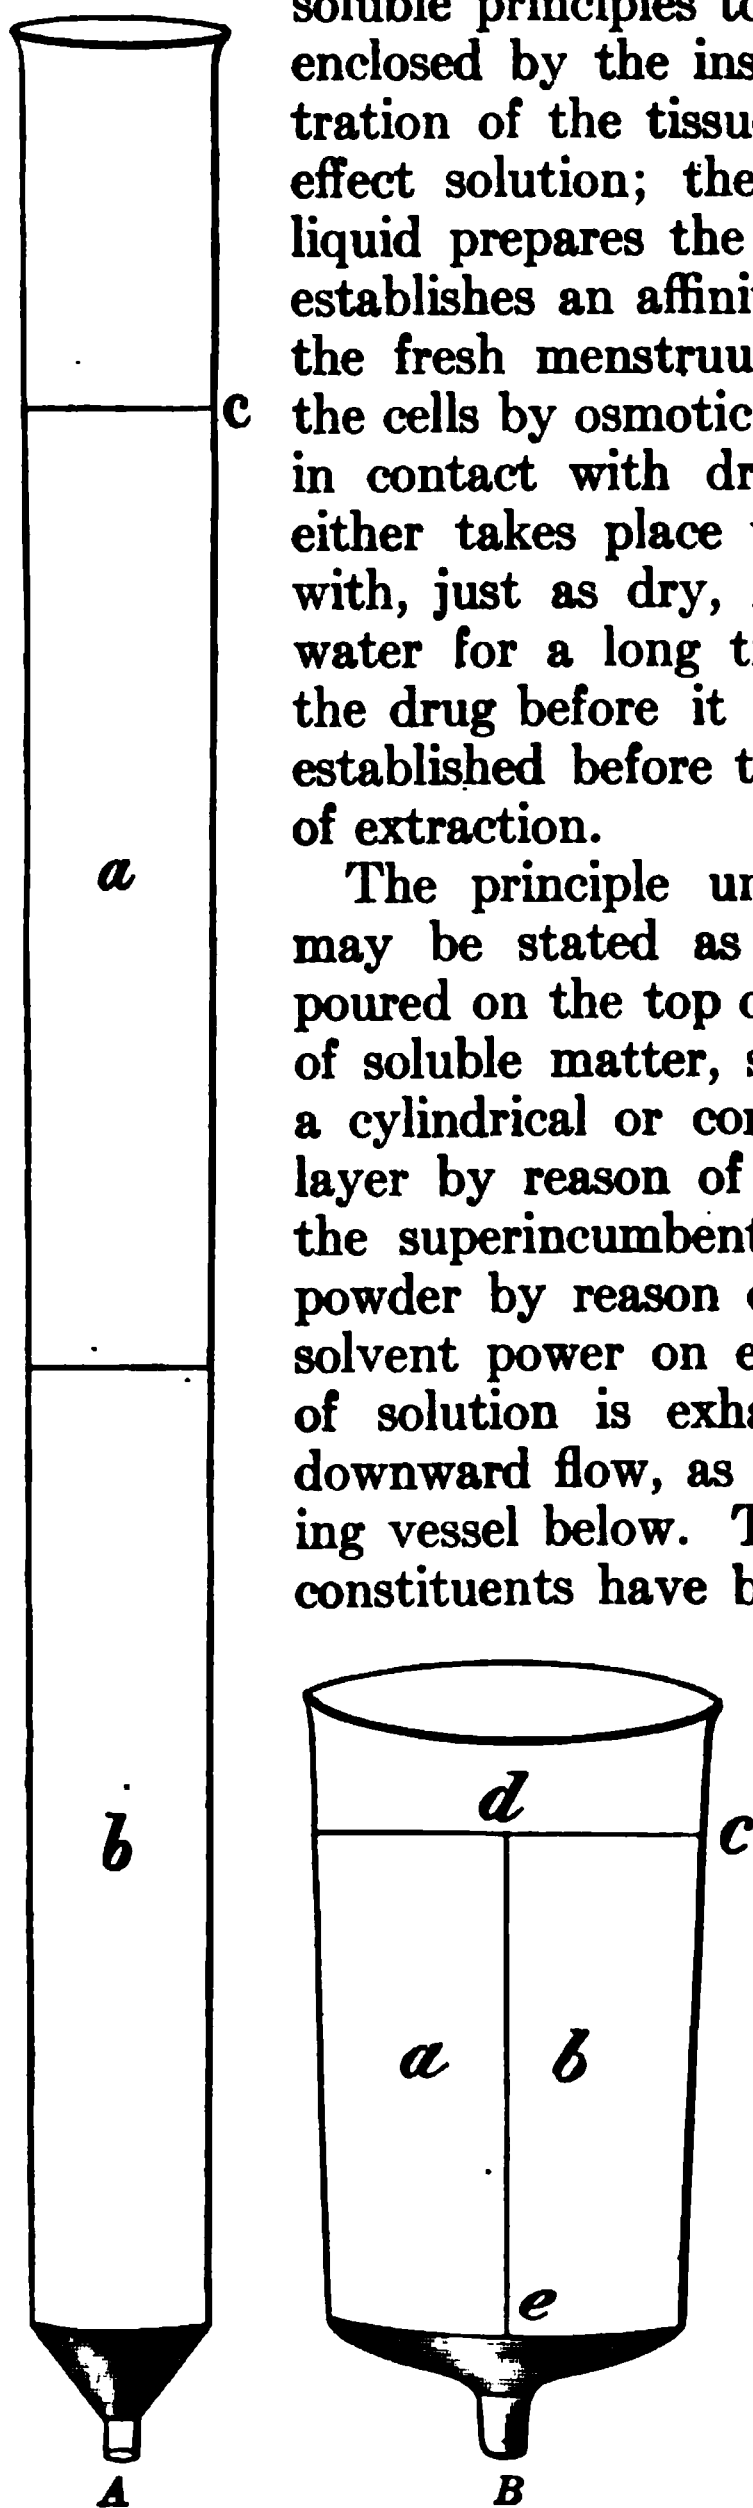 soluble principles to
enclosed by the ins
tration of the tissu
effect solution; the
liquid prepares the
establishes an affini
the fresh menstruu
the cells by osmotic
in contact with dr
either takes place
with, just as dry,
water for a long t
the drug before it
established before t
of extraction.
The principle un
may be stated as
poured on the top o
of soluble matter, s
a cylindrical or con
layer by reason of
the superincumbent
powder by reason o
solvent power on e
of solution is exha
downward flow, as
ing vessel below. T
constituents have b
c
a
b
A
d
c
a b
e
B